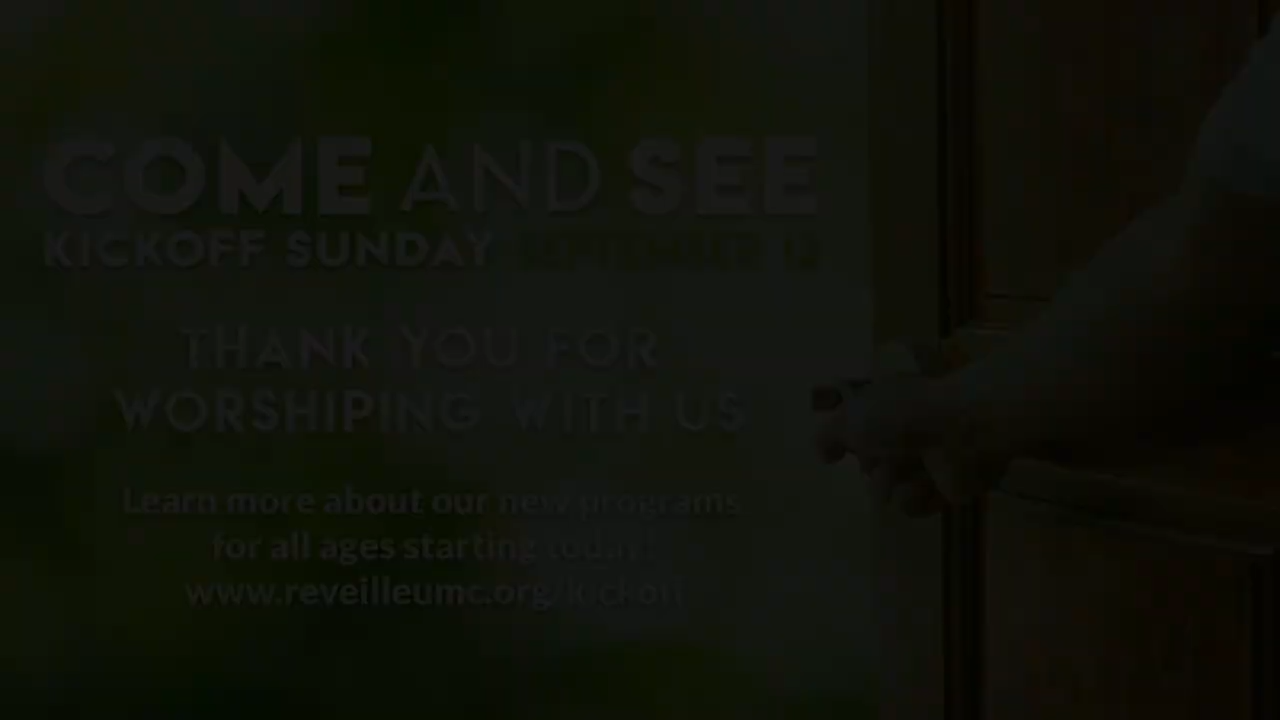 COME AND SEE
KICKOFF SUNDAY SEPTEMBER
THANK YOU FOR
WORSHIPING WITH US
Learn more about our new programs
for all ages starting today!
www.reveilleumc.org/kickoff